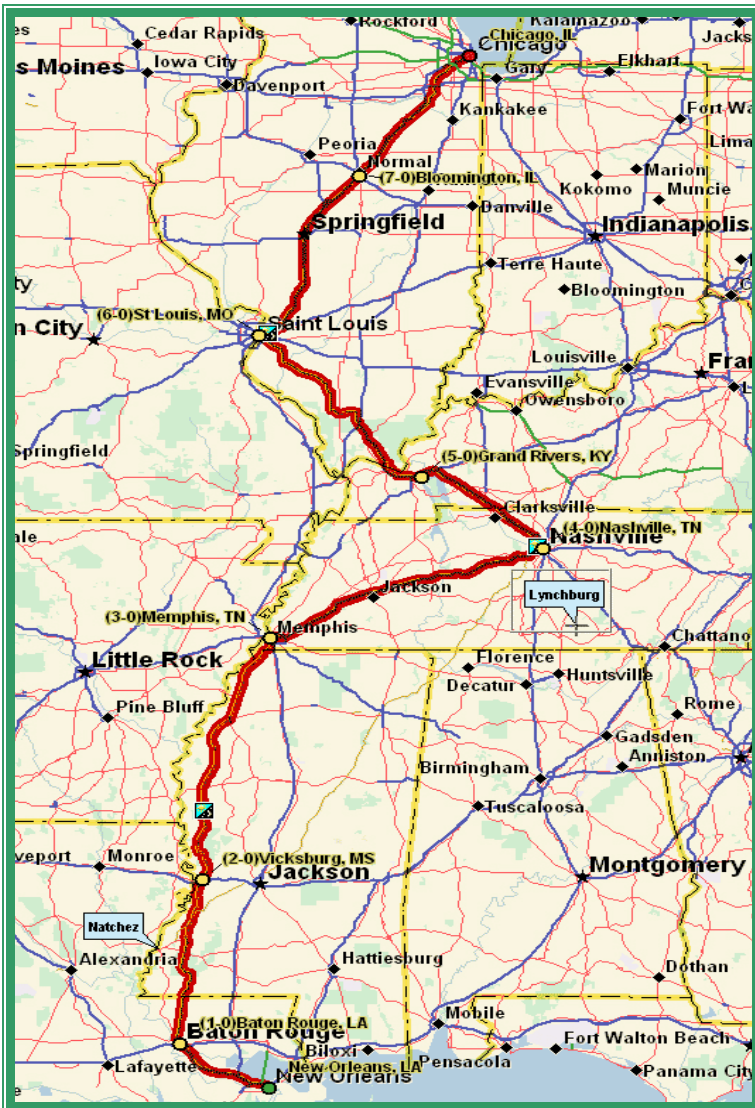 Rockford
Kalamazoo
Cedar Rapids
Chicago, IL
Chicago
Jacks
s Moines
Iowa City
Gary
Elkhart
Davenport
Kankakee
Fort Wa
Peoria
Lima
Normal
(7-0)Bloomington, IL
Marion
Kokomo
Muncie
Springfield
Danville
Indianapolis
Terre Haute
ty
Bloomington
(6-0)St Louis, MO
n City
Saint Louis
Louisville
Fran
Evansville
Owensboro
Springfield
(5-0)Grand Rivers, KY
Clarksville
(4-0)Nashville, TN
Nashville
ale
Jackson
Lynchburg
(3-0)Memphis, TN
Memphis
Chattano
Little Rock
Florence
Huntsville
Decatur
Pine Bluff
Rome
Gadsden
Anniston
Birmingham
Tuscaloosa
(2-0)Vicksburg, MS
veport
Monroe
Jackson
Montgomery
Natchez
Alexandria
Hattiesburg
Dothan
(1-0)Baton Rouge, LA
Baton Rouge
Mobile
Biloxi
Fort Walton Beach
Lafayette
New Orleans, LA
Pensacola
New Orleans
Panama City